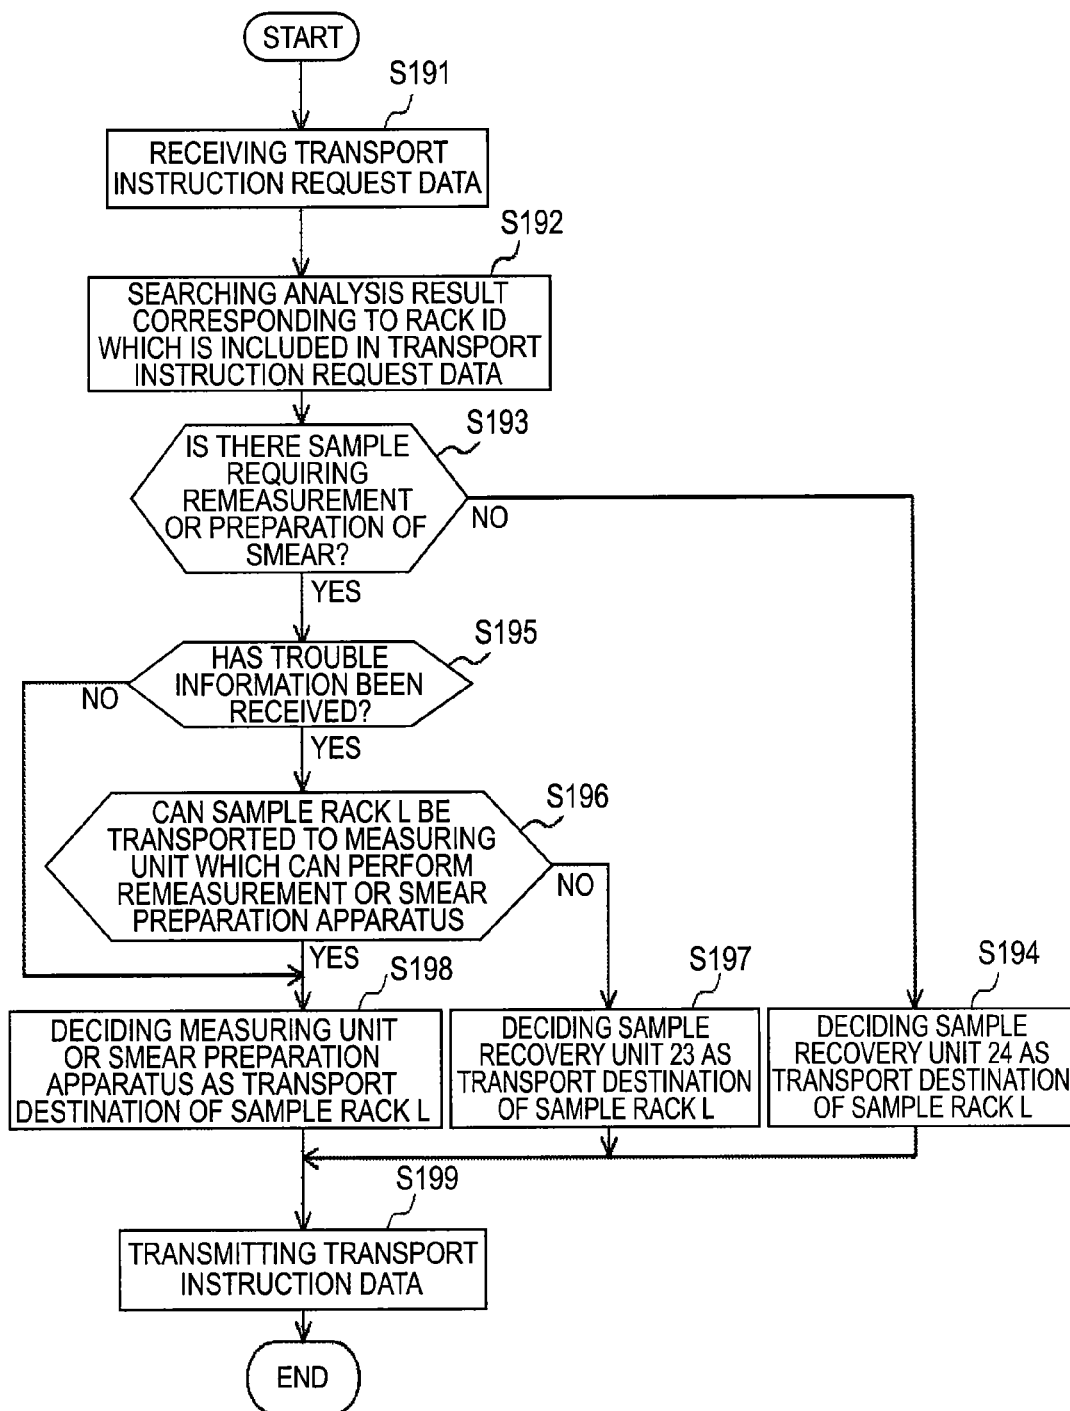 START
S191
RECEIVING TRANSPORT
INSTRUCTION REQUEST DATA
S192
SEARCHING ANALYSIS RESULT
CORRESPONDING TO RACK ID
WHICH IS INCLUDED IN TRANSPORT
INSTRUCTION REQUEST DATA
S193
IS THERE SAMPLE
REQUIRING
REMEASUREMENT
OR PREPARATION OF
SMEAR?
NO
YES
S195
HAS TROUBLE
INFORMATION BEEN
RECEIVED?
NO
YES
S196
CAN SAMPLE RACK L BE
TRANSPORTED TO MEASURING
UNIT WHICH CAN PERFORM
REMEASUREMENT OR SMEAR
PREPARATION APPARATUS
NO
YES
S198
DECIDING MEASURING UNIT
OR SMEAR PREPARATION
APPARATUS AS TRANSPORT
DESTINATION OF SAMPLE RACK L
S197
DECIDING SAMPLE
RECOVERY UNIT 23 AS
TRANSPORT DESTINATION
OF SAMPLE RACK L
S194
DECIDING SAMPLE
RECOVERY UNIT 24 AS
TRANSPORT DESTINATION
OF SAMPLE RACK L
S199
TRANSMITTING TRANSPORT
INSTRUCTION DATA
END